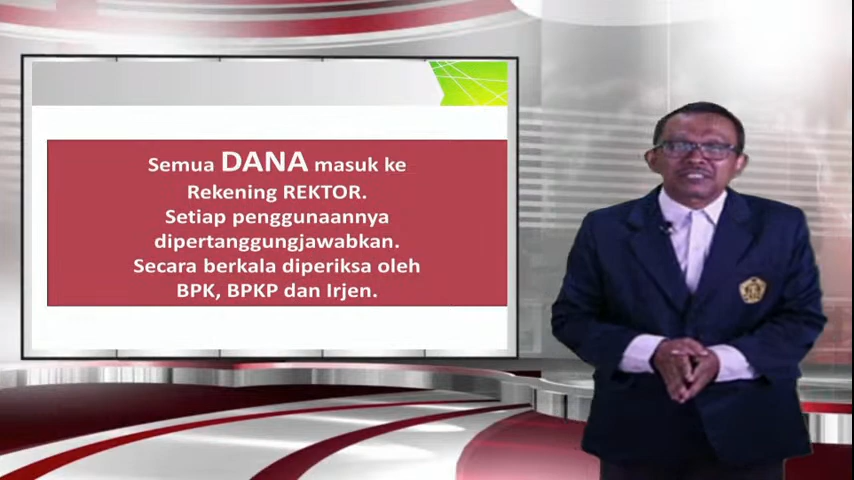 Semua DANA masuk ke
Rekening REKTOR.
Setiap penggunaannya
dipertanggungjawabkan.
Secara berkala diperiksa oleh
BPK, BPKP dan Irjen.